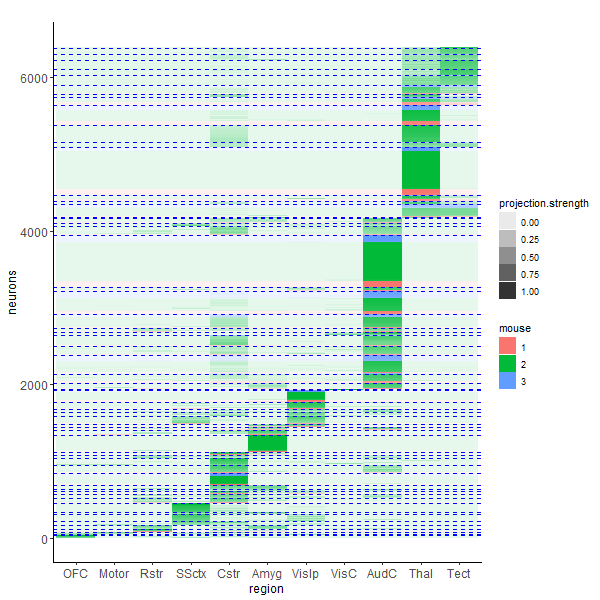 neurons
6000
4000
2000
0
OFC Motor Rstr SSctx Cstr Amyg VisIp VisC AudC Thal Tect
region
projection.strength
0.00
0.25
0.50
0.75
1.00
mouse
1
2
3